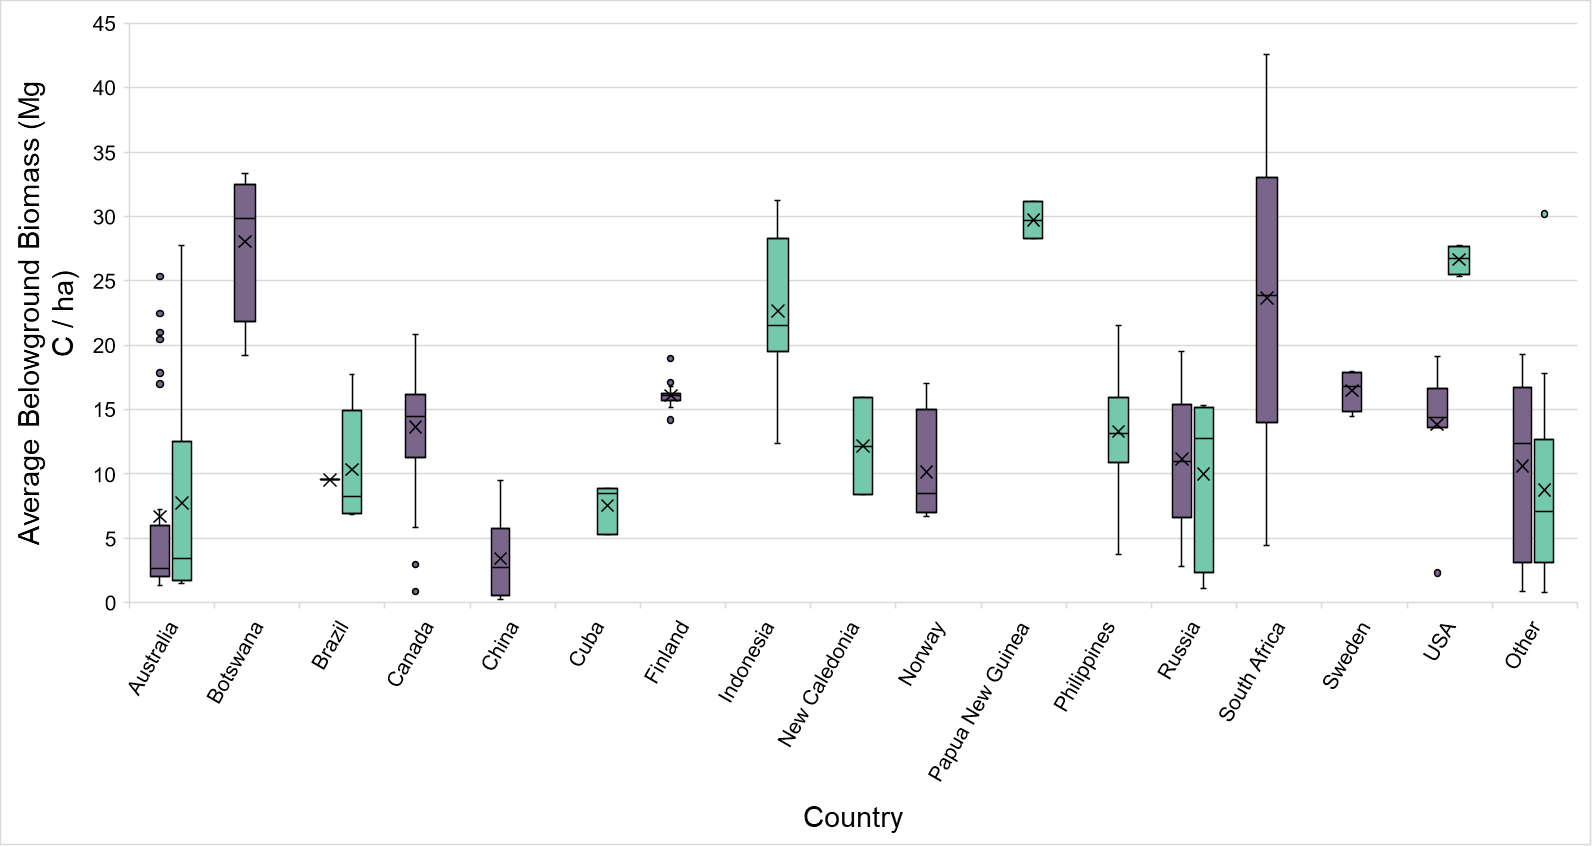 45
40
35
30
25
20
15
10
5
0
Average Belowground Biomass (Mg
C / ha)
Australia
Botswana
Brazil
Canada
China
Cuba
Finland
Indonesia
New Caledonia
Norway
Papua New Guinea
Philippines
Russia
South Africa
Sweden
USA
Other
Country